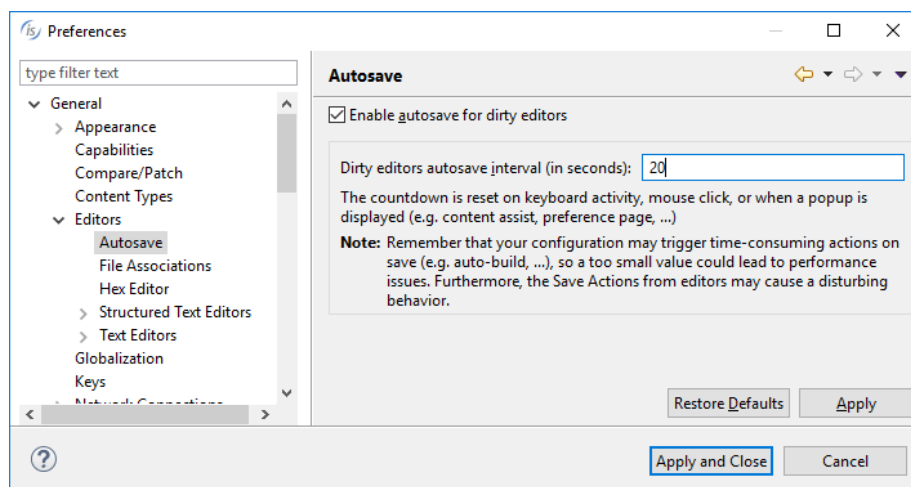 is Preferences
type filter text
General
Appearance
Capabilities
Compare/Patch
Content Types
Editors
Autosave
File Associations
Hex Editor
Structured Text Editors
Text Editors
Globalization
Keys
Network Connections
Autosave
Enable autosave for dirty editors
Dirty editors autosave interval (in seconds): 20
The countdown is reset on keyboard activity, mouse click, or when a popup is
displayed (e.g. content assist, preference page, ...)
Note: Remember that your configuration may trigger time-consuming actions on
save (e.g. auto-build, ...), so a too small value could lead to performance
issues. Furthermore, the Save Actions from editors may cause a disturbing
behavior.
Restore Defaults Apply
? Apply and Close Cancel